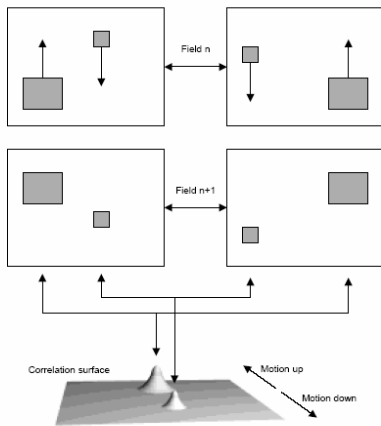 Field n
Field n+1
Correlation surface
Motion up
Motion down